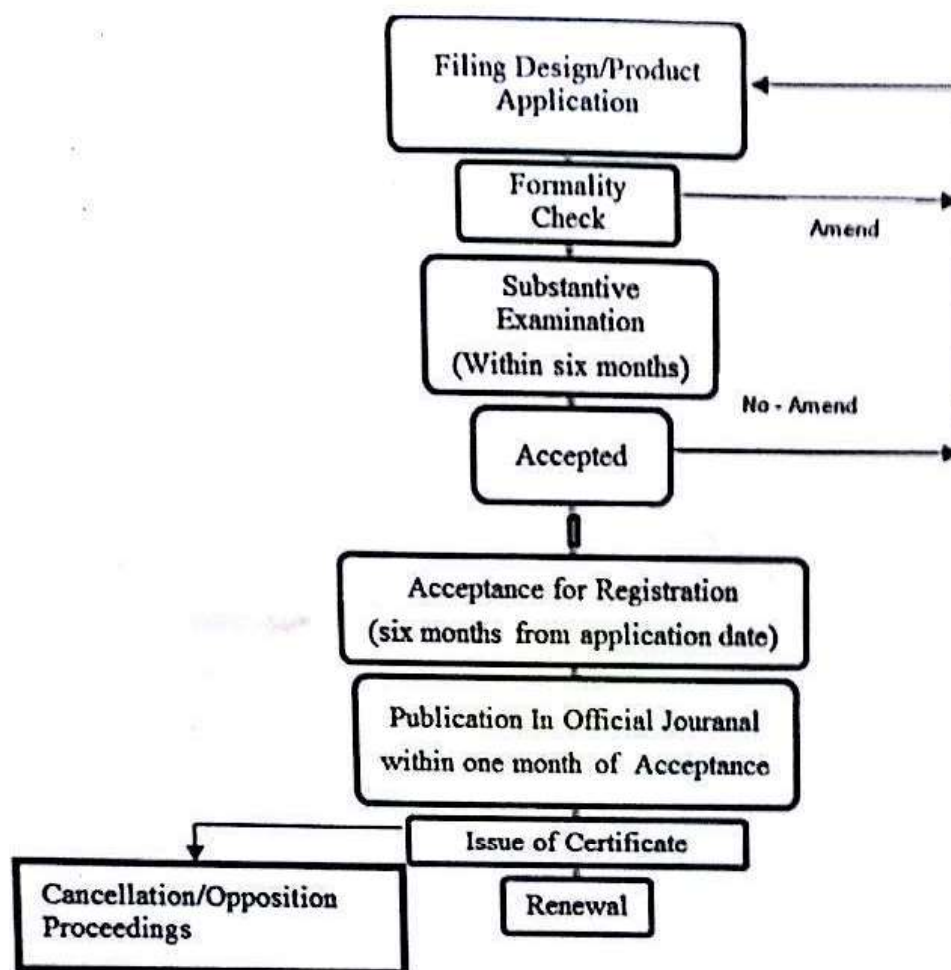 Filing Design/Product
Application
Formality
Check
Amend
Substantive
Examination
(Within six months)
No - Amend
Accepted
Acceptance for Registration
(six months from application date)
Publication In Official Jouranal
within one month of Acceptance
Issue of Certificate
Cancellation/Opposition
Proceedings
Renewal